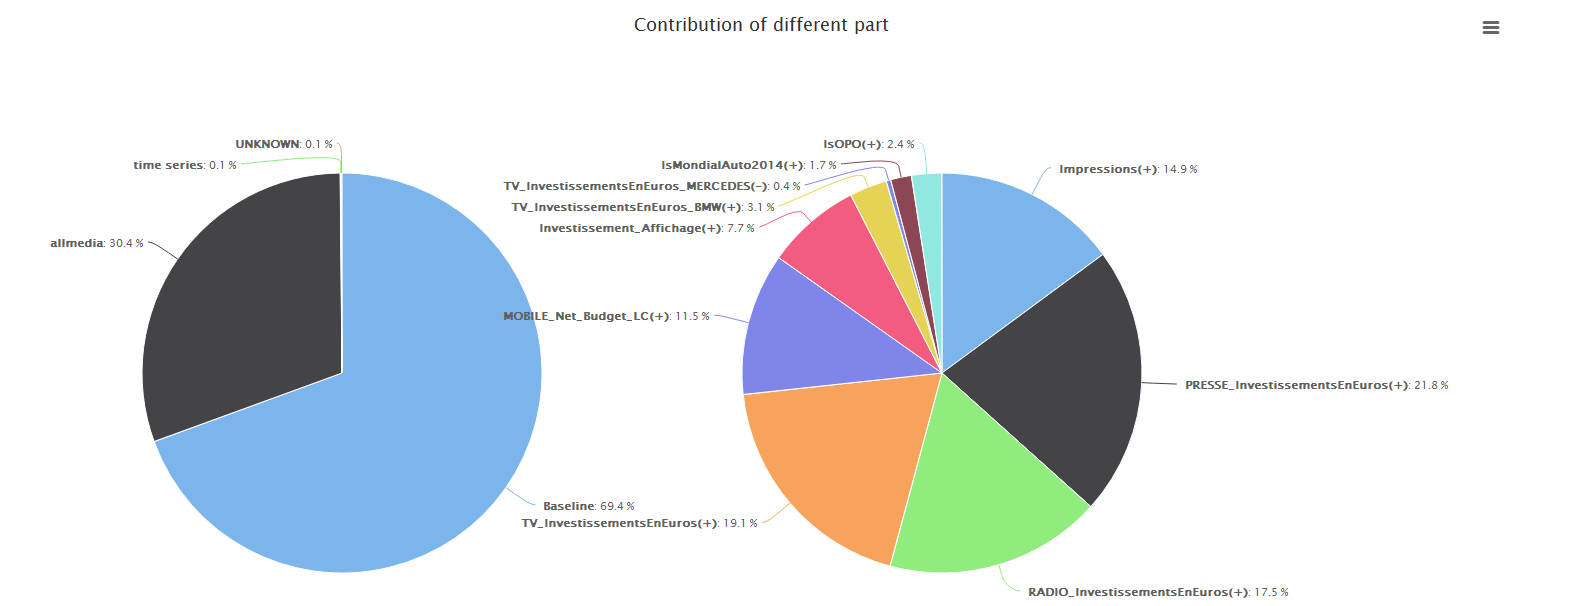 Contribution of different part
UNKNOWN: 0.1 %
time series: 0.1 %
allmedia: 30.4 %
Baseline: 69.4 %
IsOPO(+): 2.4 %
IsMondialAuto2014(+): 1.7 %
TV_InvestissementsEnEuros_MERCEDES(-): 0.4 %
TV_InvestissementsEnEuros_BMW(+): 3.1 %
Investissement_Affichage(+): 7.7 %
MOBILE_Net_Budget_LC(+): 11.5 %
TV_InvestissementsEnEuros(+): 19.1 %
Impressions(+): 14.9 %
PRESSE_InvestissementsEnEuros(+): 21.8 %
RADIO_InvestissementsEnEuros(+): 17.5 %